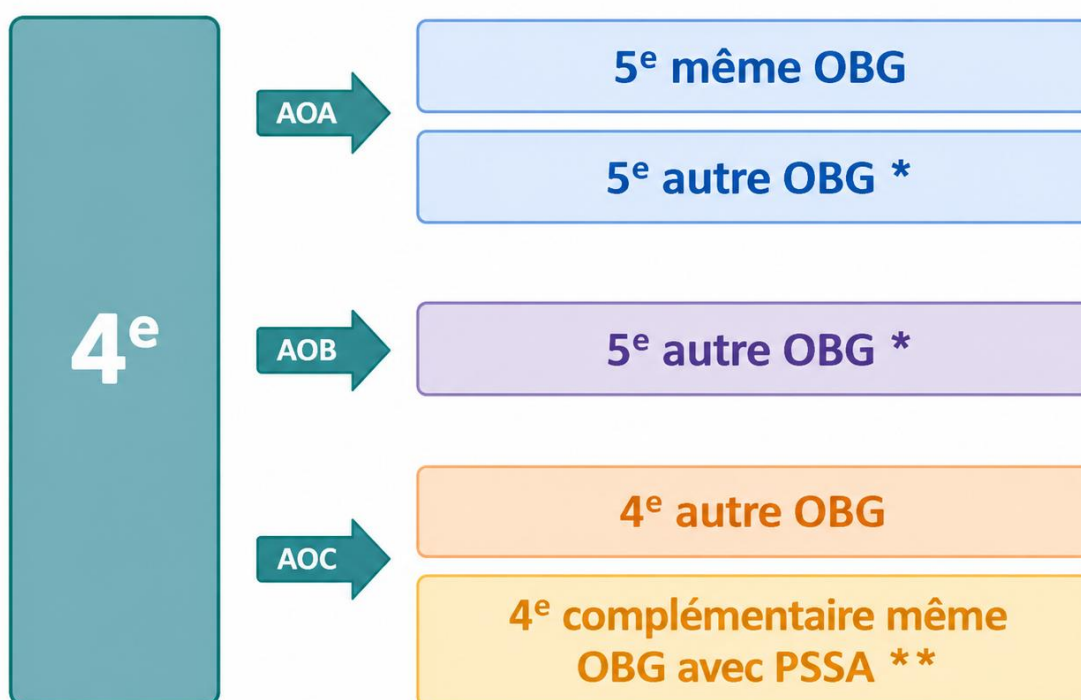 4ᵉ
AOA
5ᵉ même OBG
5ᵉ autre OBG *
AOB
5ᵉ autre OBG *
AOC
4ᵉ autre OBG
4ᵉ complémentaire même
OBG avec PSSA **